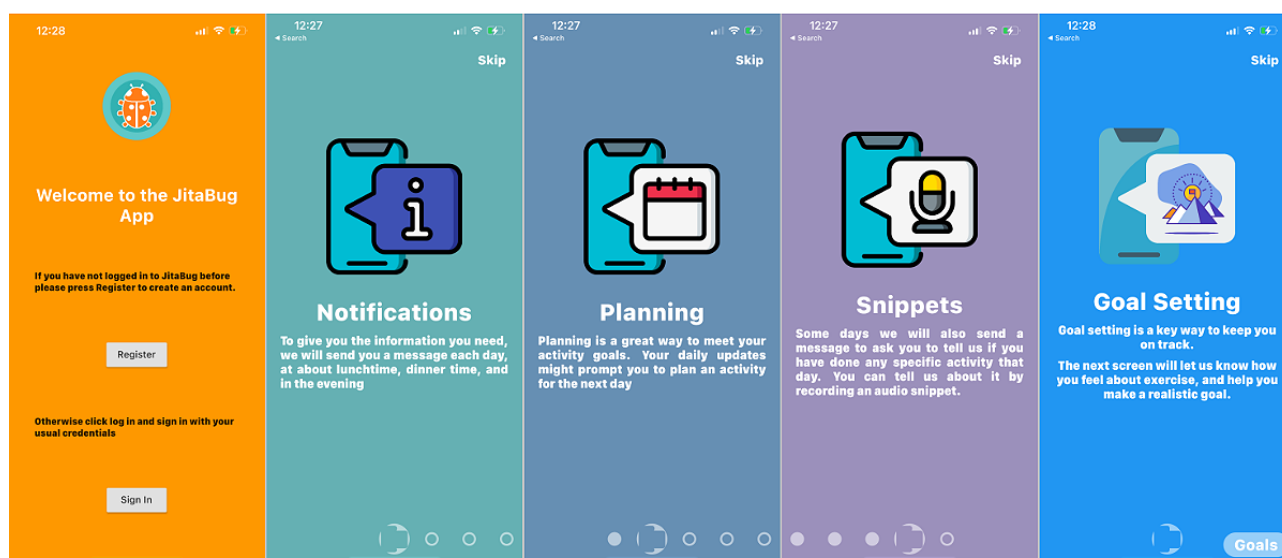 12:28
Welcome to the JitaBug
App
If you have not logged in to JitaBug before
please press Register to create an account.
Register
Otherwise click log in and sign in with your
usual credentials
Sign In
12:27
◀ Search
Skip
Notifications
To give you the information you need,
we will send you a message each day,
at about lunchtime, dinner time, and
in the evening
12:27
◀ Search
Skip
Planning
Planning is a great way to meet your
activity goals. Your daily updates
might prompt you to plan an activity
for the next day
12:27
◀ Search
Skip
Snippets
Some days we will also send a
message to ask you to tell us if you
have done any specific activity that
day. You can tell us about it by
recording an audio snippet.
12:28
◀ Search
Skip
Goal Setting
Goal setting is a key way to keep you
on track.
The next screen will let us know how
you feel about exercise, and help you
make a realistic goal.
Goals